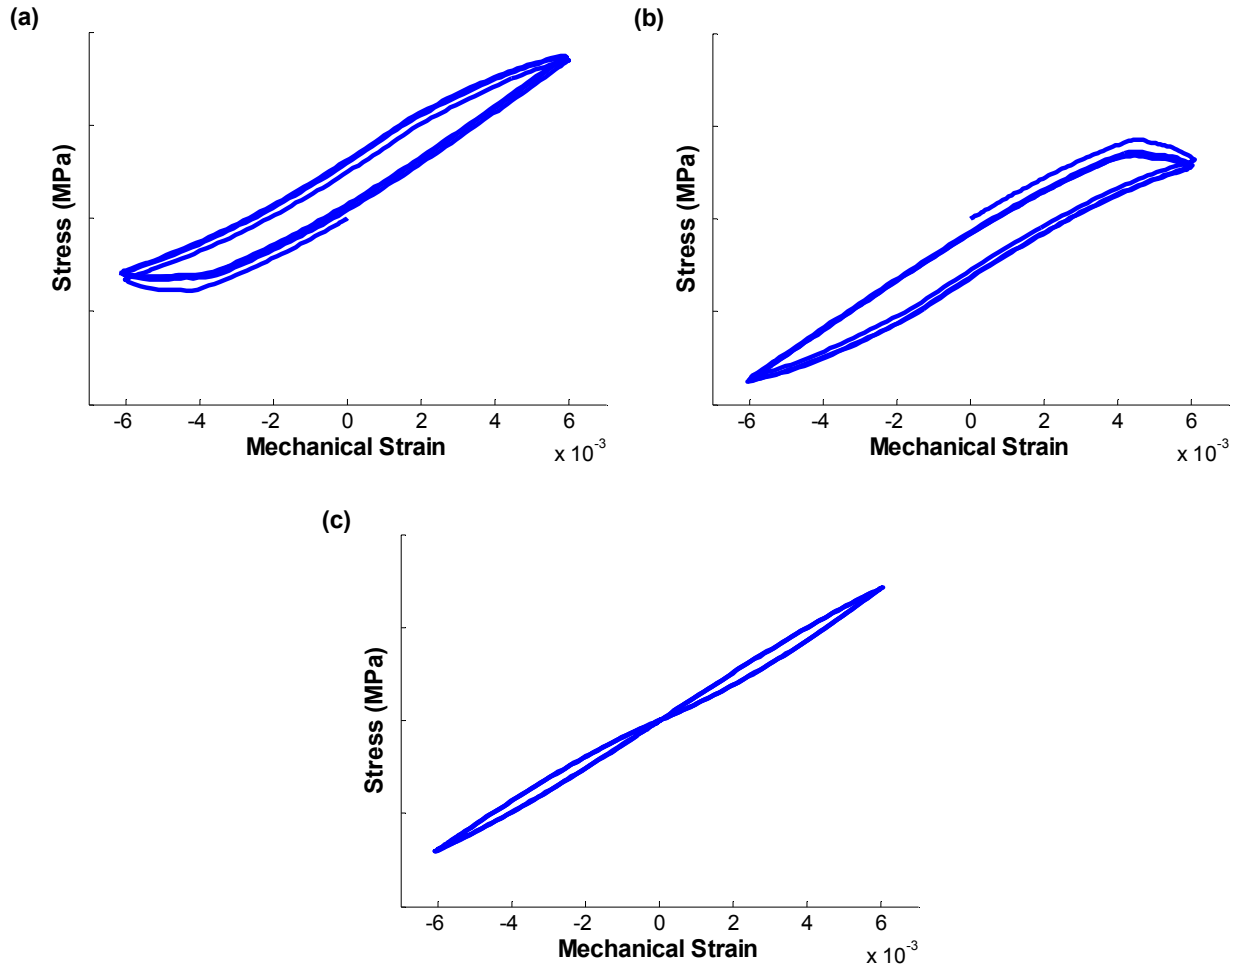 (a)
Stress (MPa)
-6 -4 -2 0 2 4 6
Mechanical Strain
x 10-3
(b)
Stress (MPa)
-6 -4 -2 0 2 4 6
Mechanical Strain
x 10-3
(c)
Stress (MPa)
-6 -4 -2 0 2 4 6
Mechanical Strain
x 10-3